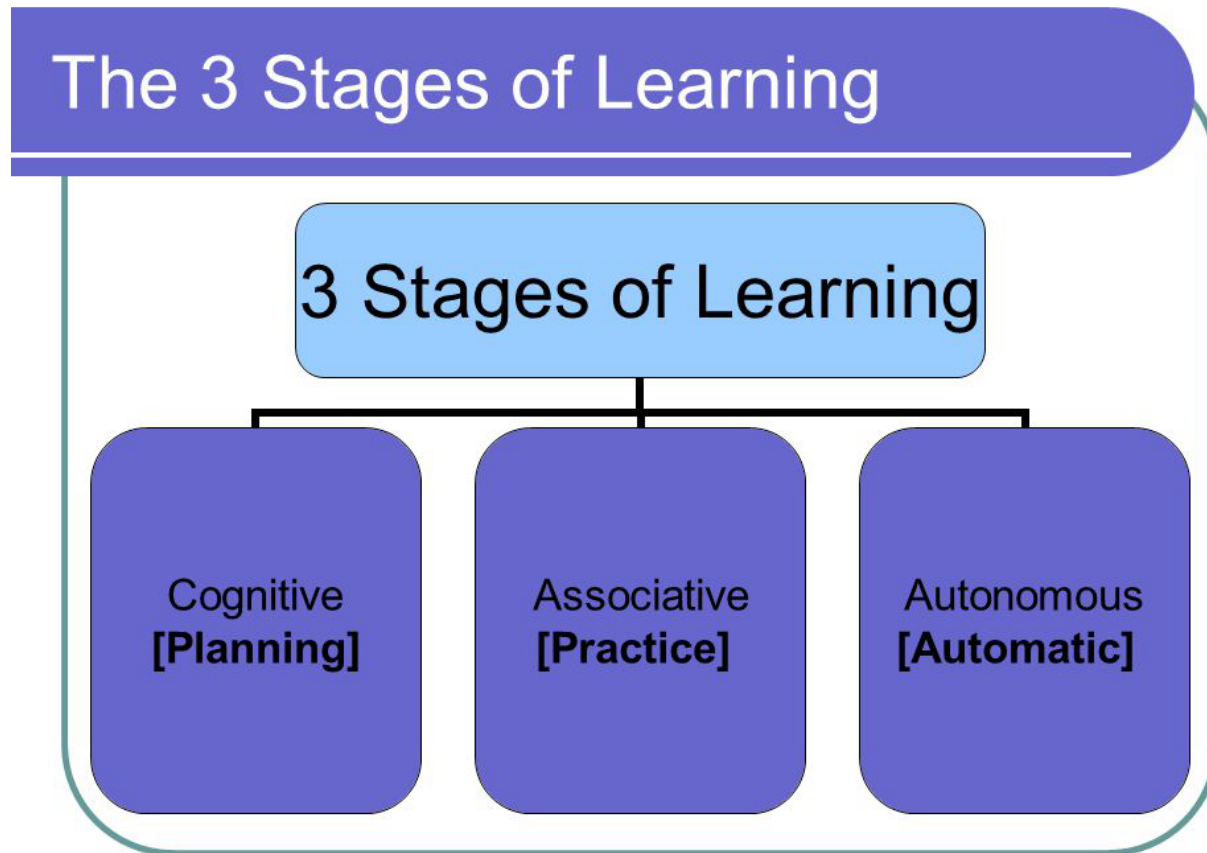 The 3 Stages of Learning
3 Stages of Learning
Cognitive
[Planning]
Associative
[Practice]
Autonomous
[Automatic]